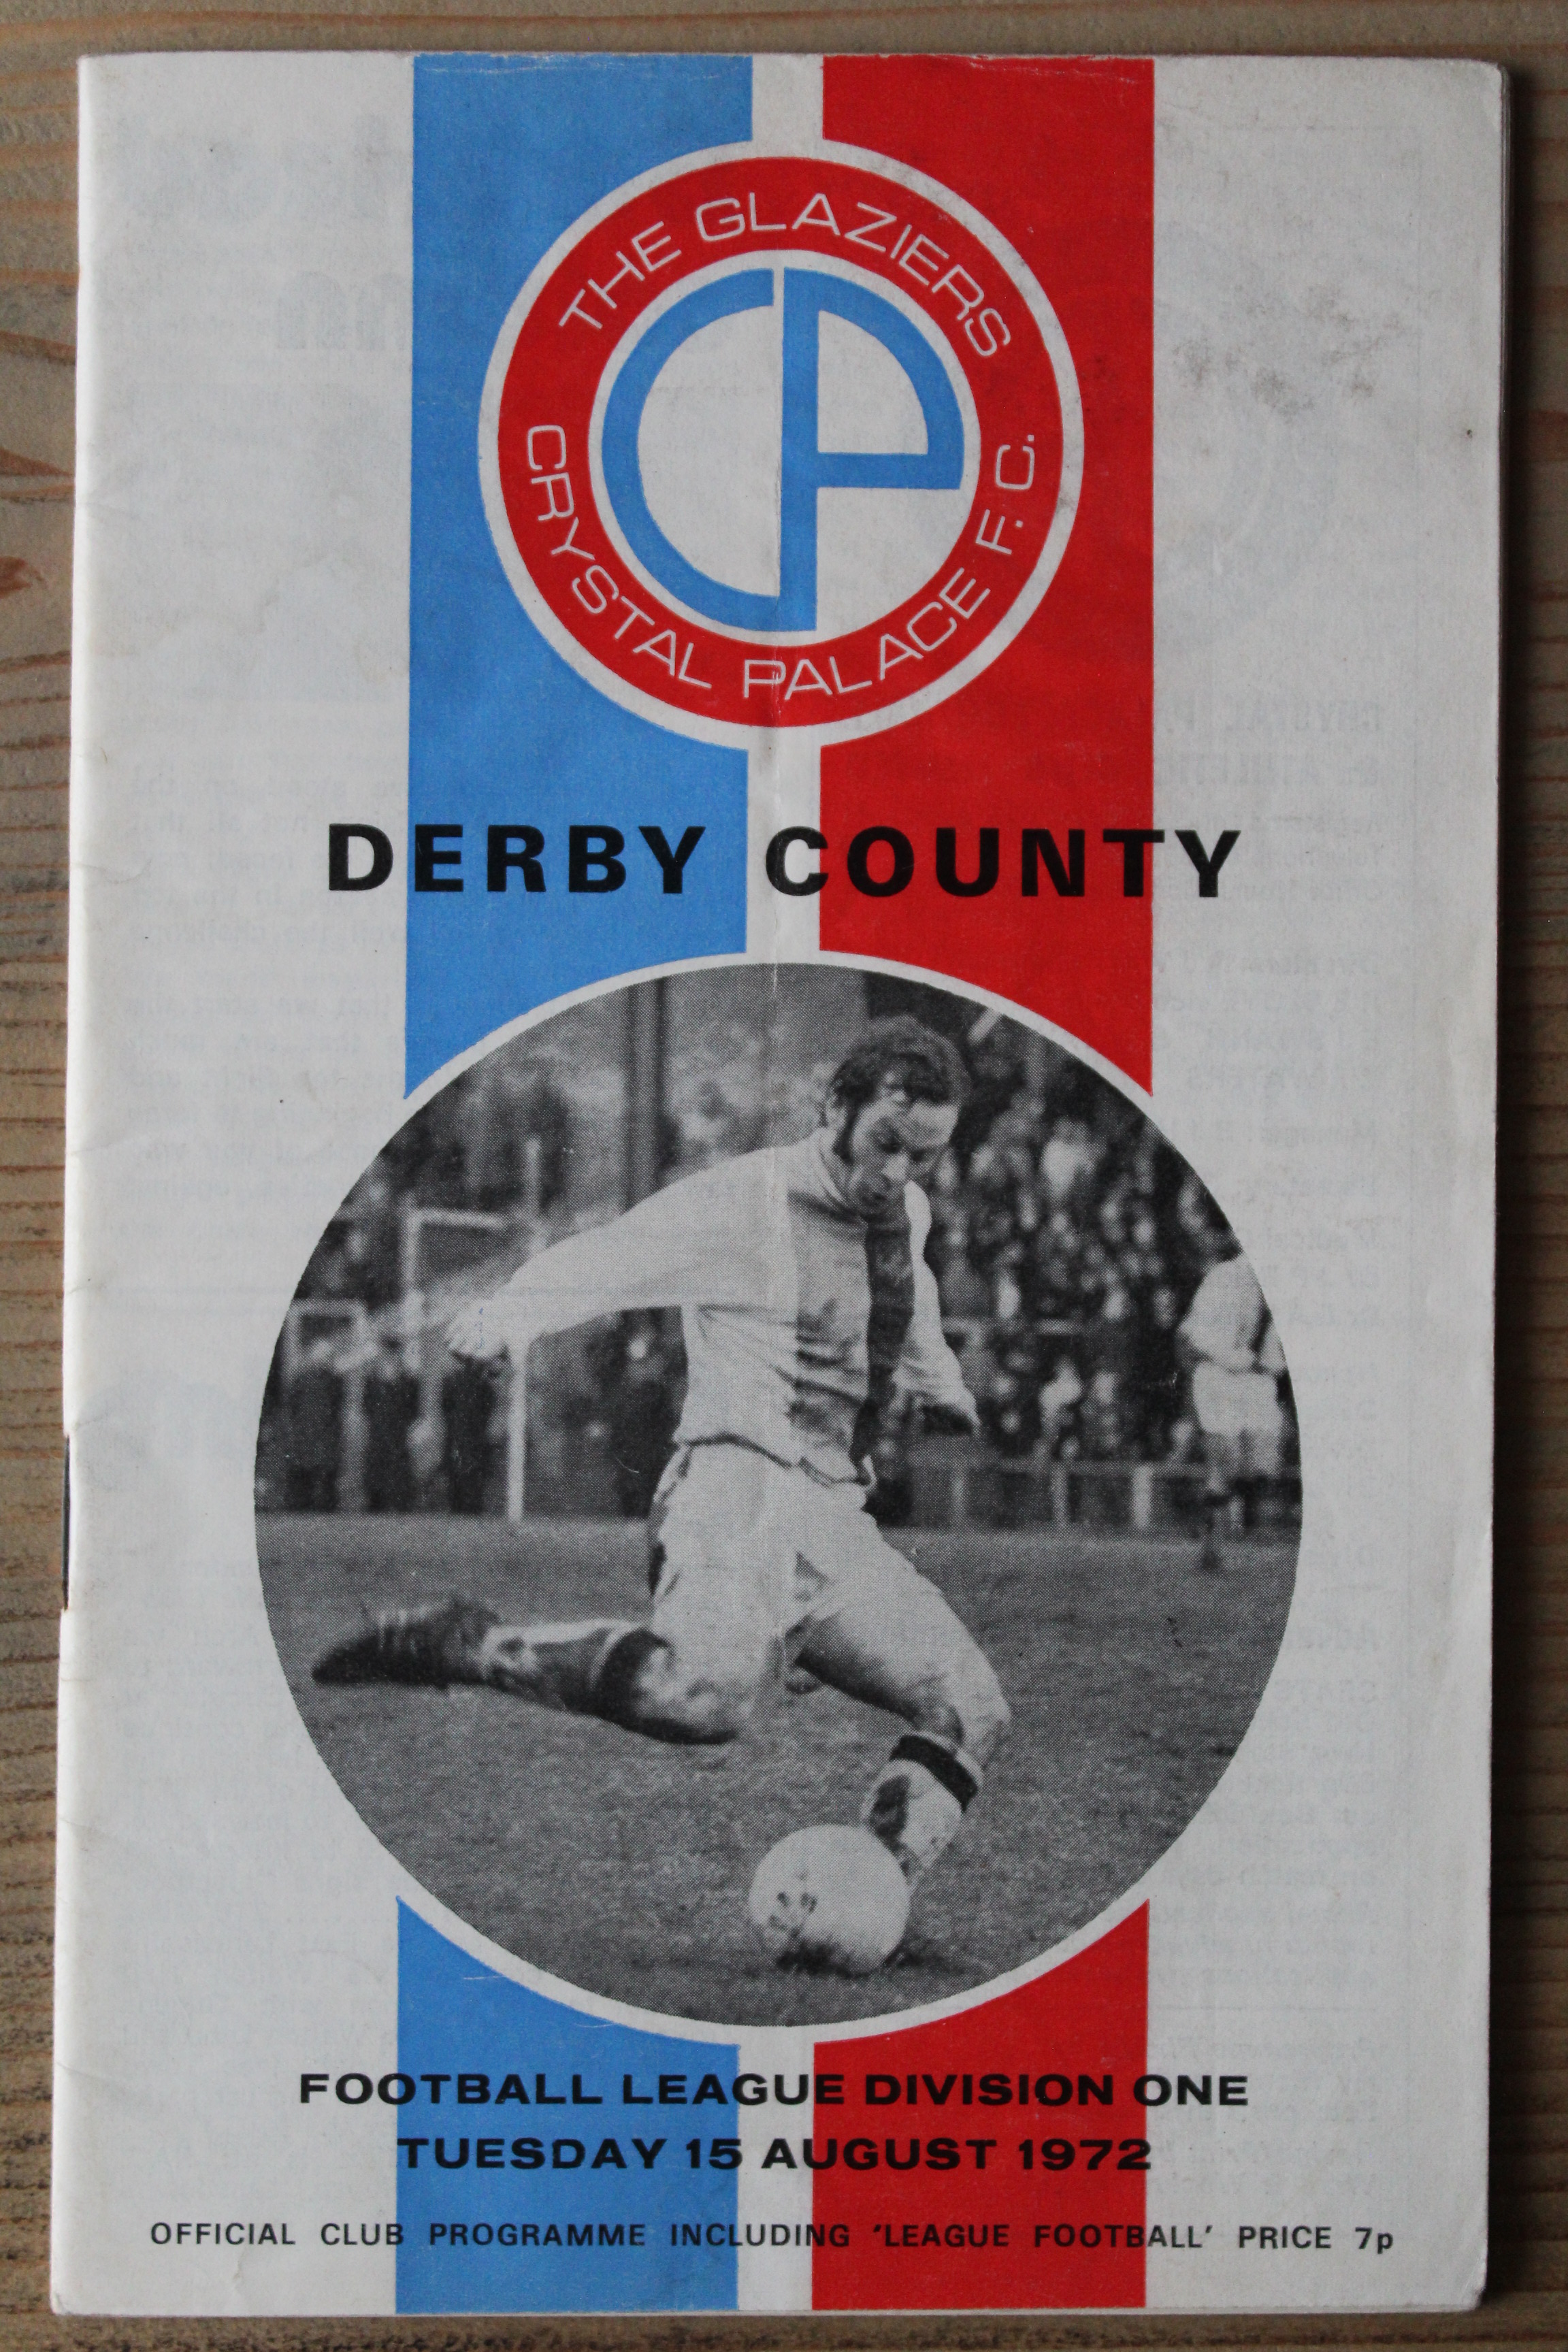 THE GLAZIERS
CP
CRYSTAL PALACE F.C.
DERBY COUNTY
FOOTBALL LEAGUE DIVISION ONE
TUESDAY 15 AUGUST 1972
OFFICIAL CLUB PROGRAMME INCLUDING ‘LEAGUE FOOTBALL’ PRICE 7p